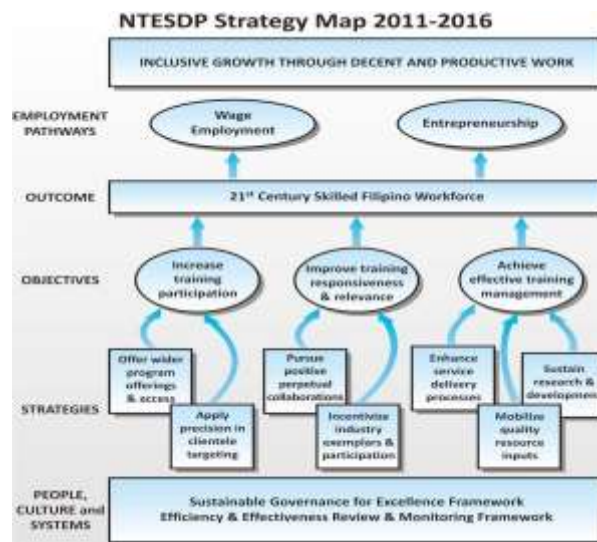 NTESDP Strategy Map 2011-2016
INCLUSIVE GROWTH THROUGH DECENT AND PRODUCTIVE WORK
EMPLOYMENT
PATHWAYS
Wage
Employment
Entrepreneurship
OUTCOME
21st Century Skilled Filipino Workforce
OBJECTIVES
Increase
training
participation
Improve training
responsiveness
& relevance
Achieve
effective training
management
STRATEGIES
Offer wider
program
offerings
& access
Apply
precision in
clientele
targeting
Pursue
positive
perpetual
collaborations
Incentivise
industry
exemplars &
participation
Enhance
service
delivery
processes
Mobilize
quality
resource
inputs
Sustain
research &
development
PEOPLE,
CULTURE and
SYSTEMS
Sustainable Governance for Excellence Framework
Efficiency & Effectiveness Review & Monitoring Framework